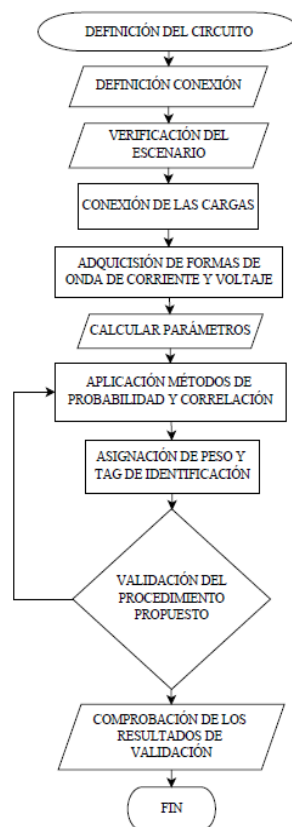 DEFINICIÓN DEL CIRCUITO
DEFINICIÓN CONEXIÓN
VERIFICACIÓN DEL
ESCENARIO
CONEXIÓN DE LAS CARGAS
ADQUICISIÓN DE FORMAS DE
ONDA DE CORRIENTE Y VOLTAJE
CALCULAR PARÁMETROS
APLICACIÓN MÉTODOS DE
PROBABILIDAD Y CORRELACIÓN
ASIGNACIÓN DE PESO Y
TAG DE IDENTIFICACIÓN
VALIDACIÓN DEL
PROCEDIMIENTO
PROPUESTO
COMPROBACIÓN DE LOS
RESULTADOS DE
VALIDACIÓN
FIN